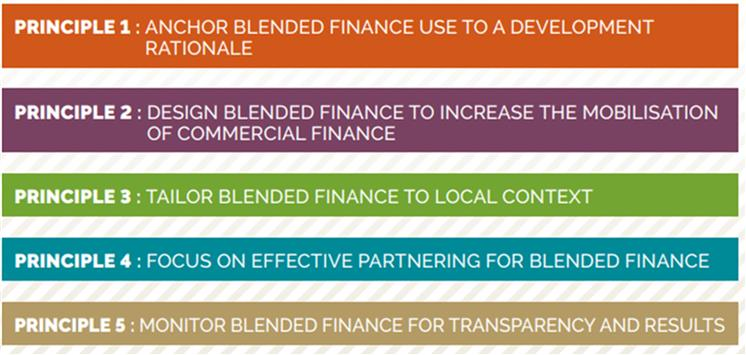 PRINCIPLE 1 : ANCHOR BLENDED FINANCE USE TO A DEVELOPMENT
RATIONALE
PRINCIPLE 2 : DESIGN BLENDED FINANCE TO INCREASE THE MOBILISATION
OF COMMERCIAL FINANCE
PRINCIPLE 3 : TAILOR BLENDED FINANCE TO LOCAL CONTEXT
PRINCIPLE 4 : FOCUS ON EFFECTIVE PARTNERING FOR BLENDED FINANCE
PRINCIPLE 5 : MONITOR BLENDED FINANCE FOR TRANSPARENCY AND RESULTS